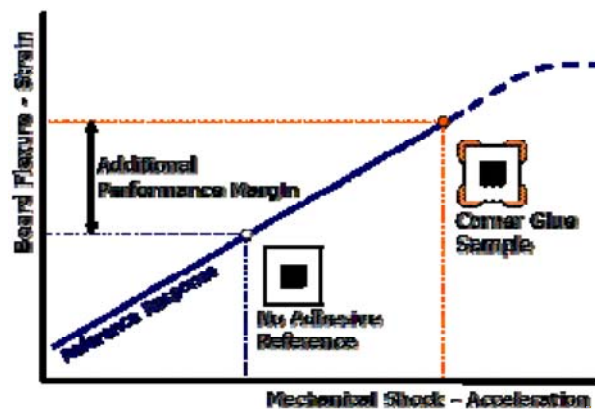 Board Flexure - Strain
Additional
Performance Margin
Corner Glue
Sample
Reference Response
No Adhesive
Reference
Mechanical Shock - Acceleration